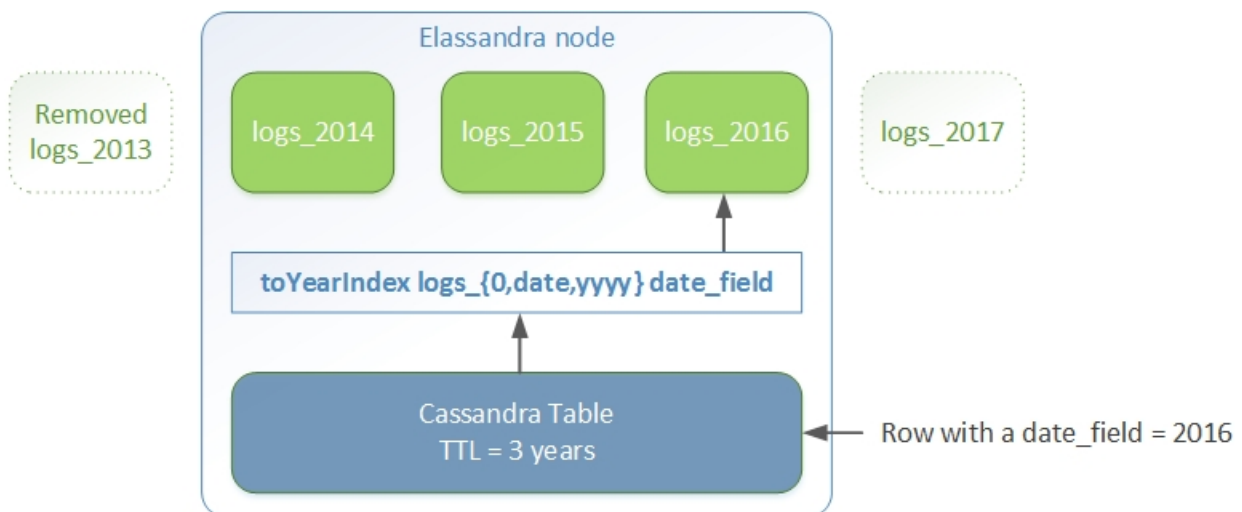 Elassandra node
Removed
logs_2013
logs_2014
logs_2015
logs_2016
logs_2017
toYearIndex logs_{0,date,yyyy} date_field
Cassandra Table
TTL = 3 years
Row with a date_field = 2016